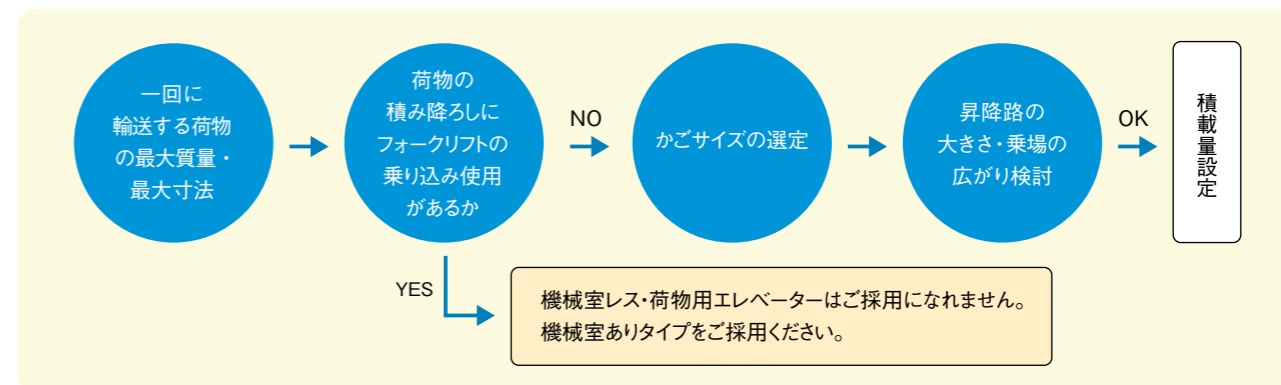 一回に
輸送する荷物
の最大質量・
最大寸法
荷物の
積み降ろしに
フォークリフトの
乗り込み使用
があるか
NO
かごサイズの選定
昇降路の
大きさ・乗場の
広がり検討
OK
積載量設定
YES
機械室レス・荷物用エレベーターはご採用になれません。
機械室ありタイプをご採用ください。